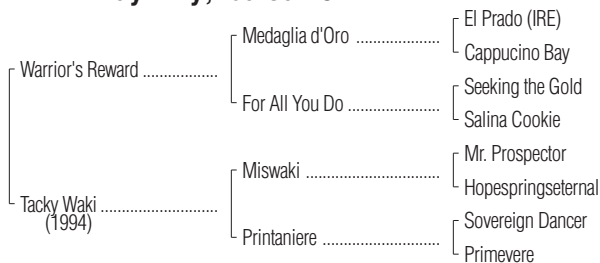 El Prado (IRE)
Medaglia d'Oro ....................
Cappucino Bay
Warrior's Reward ..................
Seeking the Gold
For All You Do ......................
Salina Cookie
Mr. Prospector
Miswaki ................................
Hopespringseternal
Tacky Waki ............................
(1994)
Sovereign Dancer
Printaniere ...........................
Primevere